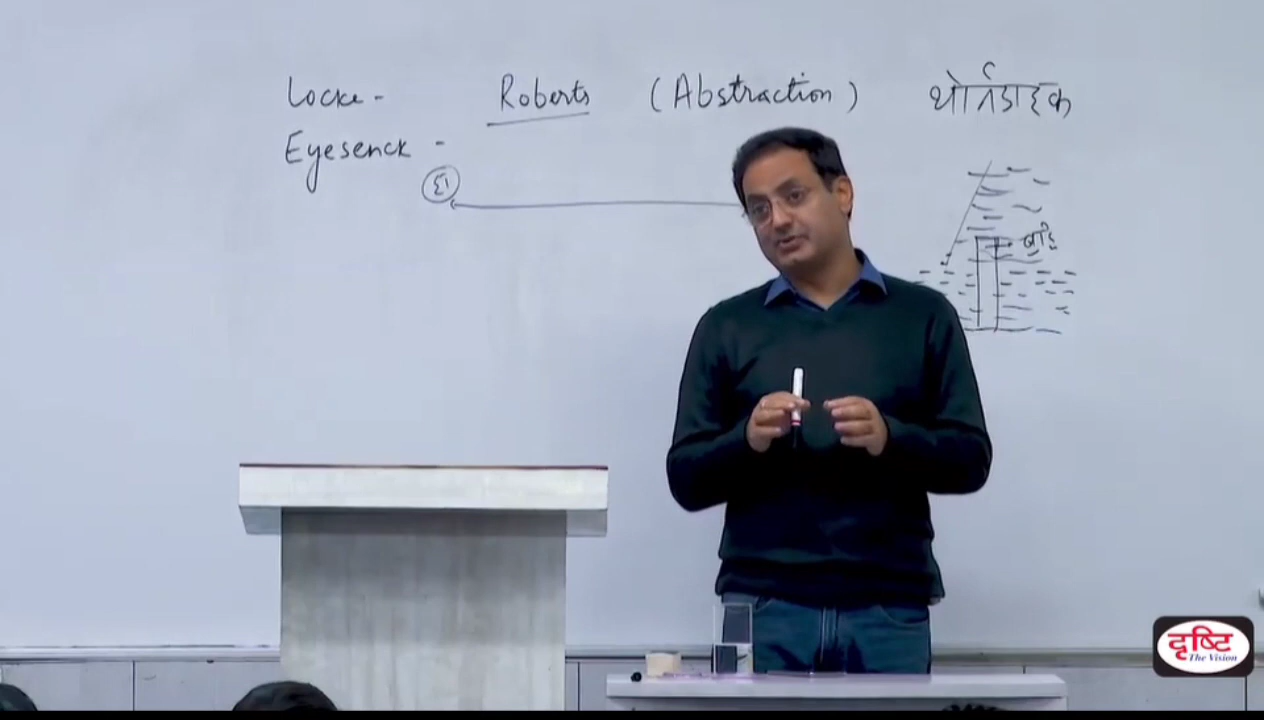 Locke - Roberts (Abstraction) थॉर्नडाइक
Eyesenck -
दृष्टि
The Vision